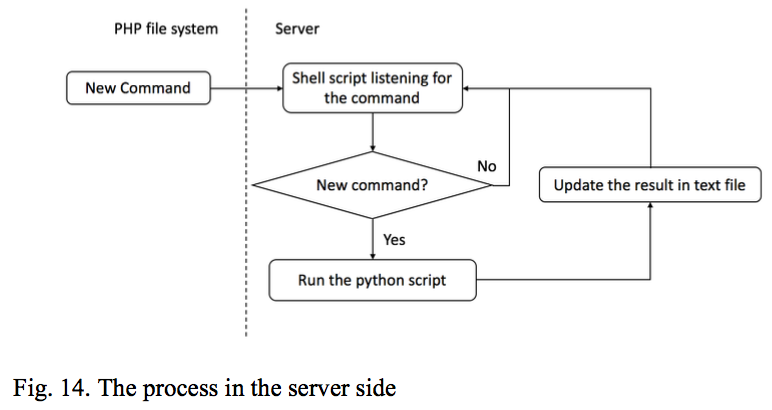 PHP file system
Server
New Command
Shell script listening for
the command
New command?
No
Update the result in text file
Yes
Run the python script
Fig. 14. The process in the server side